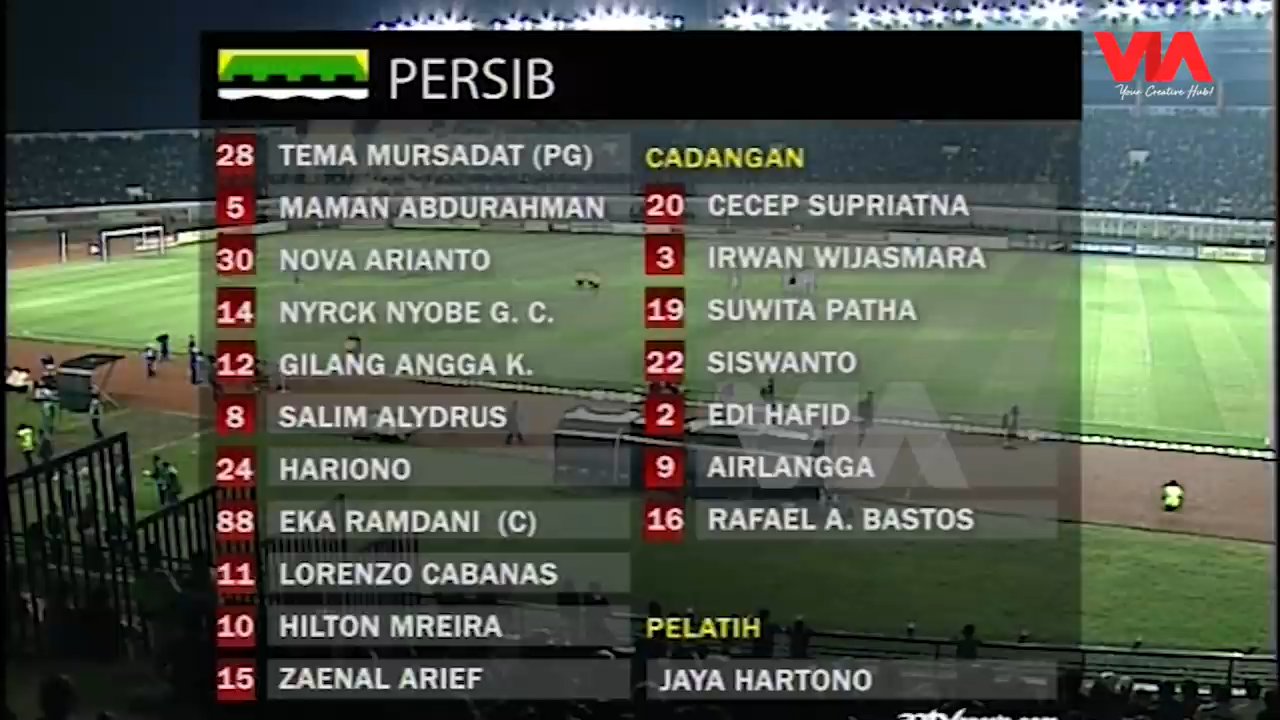 PERSIB
VIA
Your Creative Hub!
28 TEMA MURSADAT (PG)
5 MAMAN ABDURAHMAN
30 NOVA ARIANTO
14 NYRCK NYOBE G. C.
12 GILANG ANGGA K.
8 SALIM ALYDRUS
24 HARIONO
88 EKA RAMDANI (C)
11 LORENZO CABANAS
10 HILTON MREIRA
15 ZAENAL ARIEF
CADANGAN
20 CECEP SUPRIATNA
3 IRWAN WIJASMARA
19 SUWITA PATHA
22 SISWANTO
2 EDI HAFID
9 AIRLANGGA
16 RAFAEL A. BASTOS
PELATIH
JAYA HARTONO
VIA